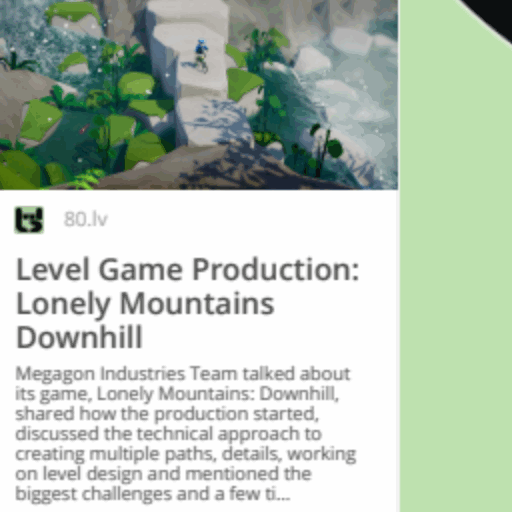 80.lv
Level Game Production:
Lonely Mountains
Downhill
Megagon Industries Team talked about
its game, Lonely Mountains: Downhill,
shared how the production started,
discussed the technical approach to
creating multiple paths, details, working
on level design and mentioned the
biggest challenges and a few ti...